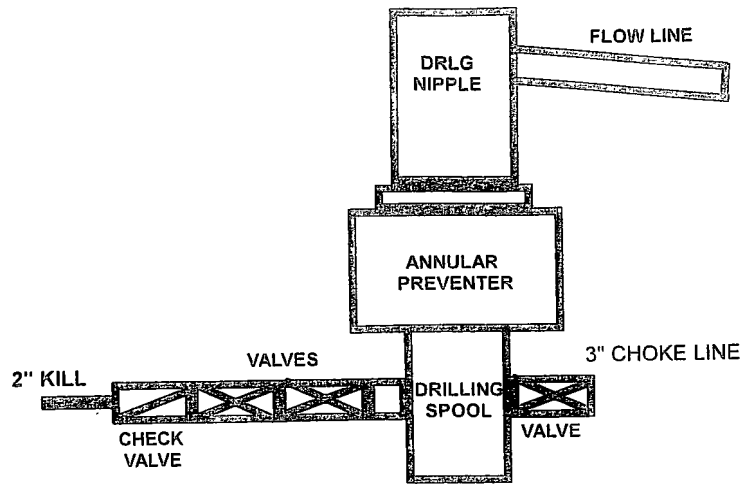 FLOW LINE
DRLG
NIPPLE
ANNULAR
PREVENTER
3" CHOKE LINE
VALVES
2" KILL
DRILLING
SPOOL
VALVE
CHECK
VALVE